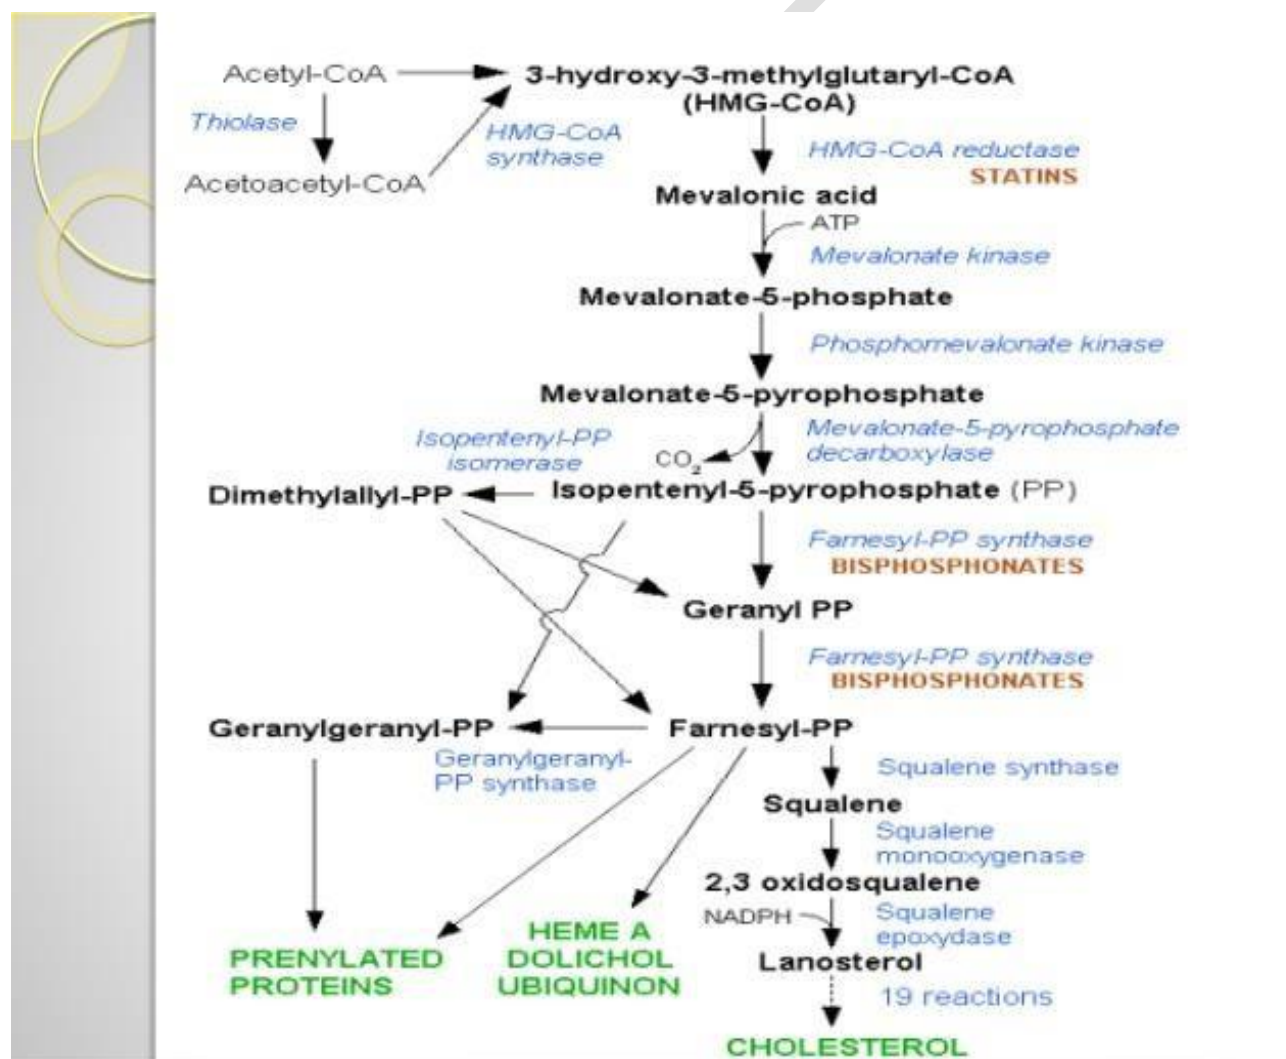 Acetyl-CoA
3-hydroxy-3-methylglutaryl-CoA
(HMG-CoA)
Thiolase
HMG-CoA
synthase
HMG-CoA reductase
STATINS
Acetoacetyl-CoA
Mevalonic acid
ATP
Mevalonate kinase
Mevalonate-5-phosphate
Phosphomevalonate kinase
Mevalonate-5-pyrophosphate
Isopentenyl-PP
isomerase
CO2
Mevalonate-5-pyrophosphate
decarboxylase
Dimethylallyl-PP
Isopentenyl-5-pyrophosphate (PP)
Farnesyl-PP synthase
BISPHOSPHONATES
Geranyl PP
Farnesyl-PP synthase
BISPHOSPHONATES
Geranylgeranyl-PP
Farnesyl-PP
Geranylgeranyl-
PP synthase
Squalene synthase
Squalene
Squalene
monooxygenase
2,3 oxidosqualene
NADPH
Squalene
epoxydase
HEME A
DOLICHOL
UBIQUINON
PRENYLATED
PROTEINS
Lanosterol
19 reactions
CHOLESTEROL